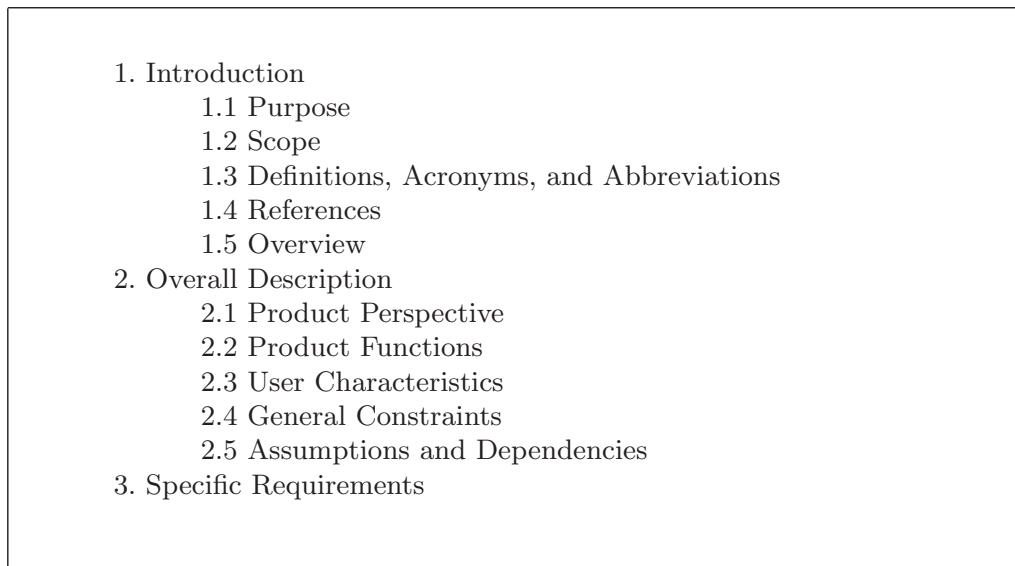 1. Introduction
1.1 Purpose
1.2 Scope
1.3 Definitions, Acronyms, and Abbreviations
1.4 References
1.5 Overview
2. Overall Description
2.1 Product Perspective
2.2 Product Functions
2.3 User Characteristics
2.4 General Constraints
2.5 Assumptions and Dependencies
3. Specific Requirements